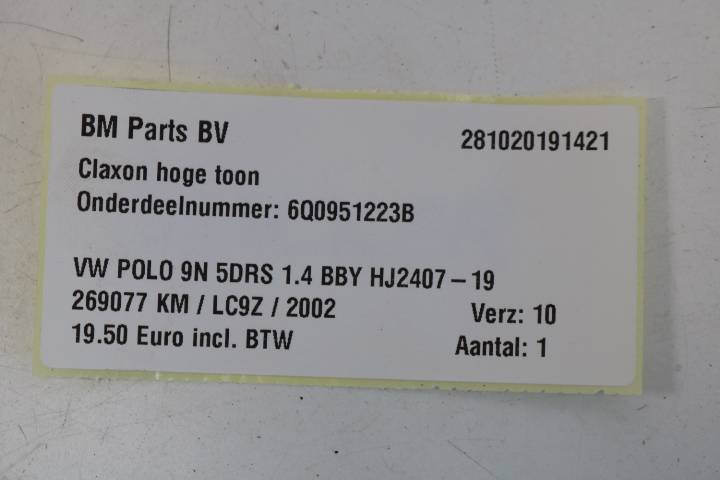 BM Parts BV 281020191421
Claxon hoge toon
Onderdeelnummer: 6Q0951223B
VW POLO 9N 5DRS 1.4 BBY HJ2407 – 19
269077 KM / LC9Z / 2002 Verz: 10
19.50 Euro incl. BTW Aantal: 1